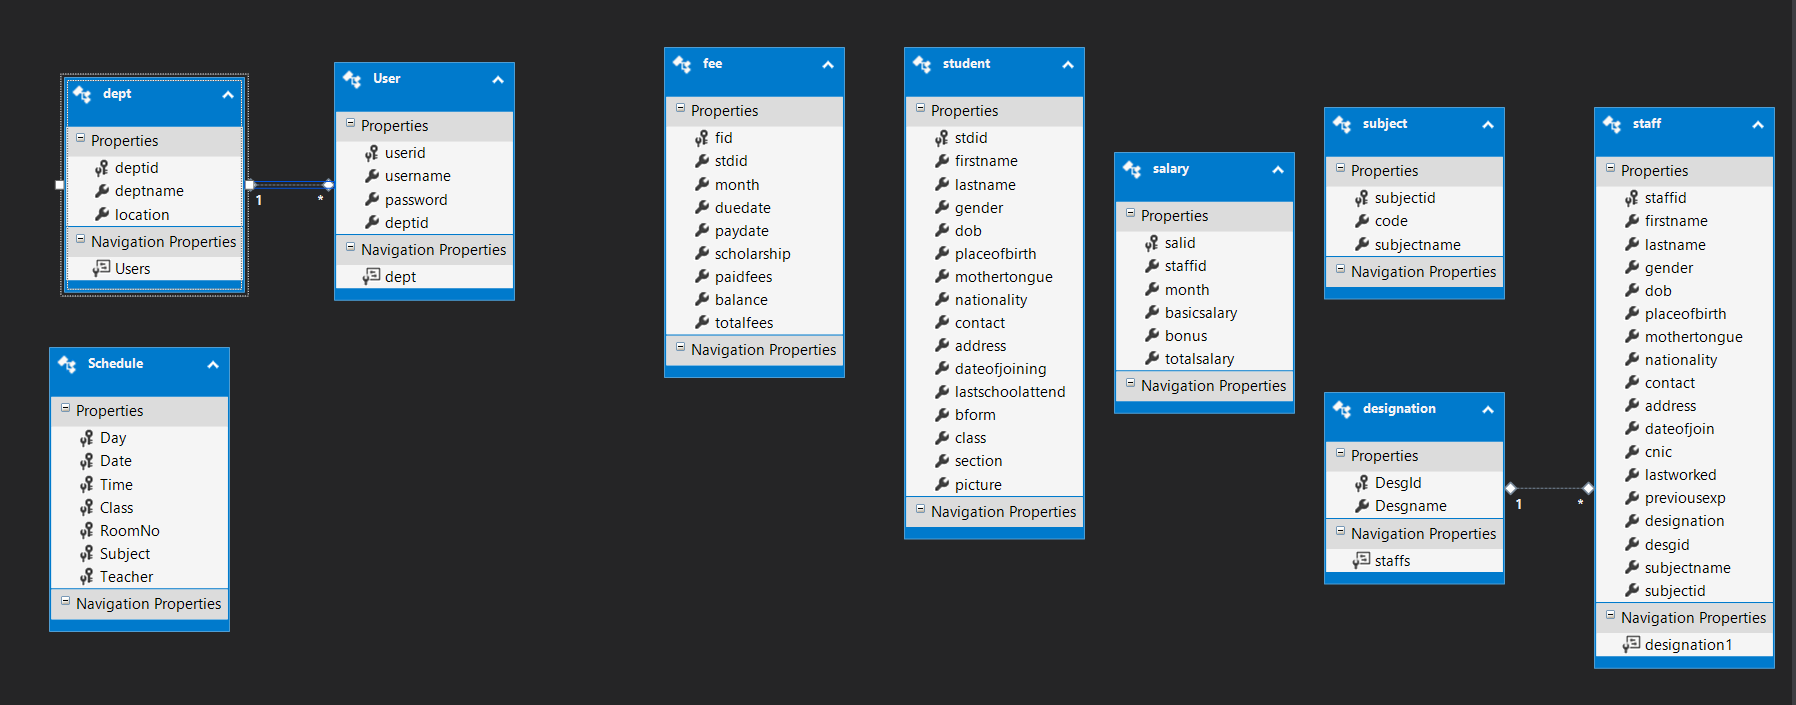 dept
Properties
deptid
deptname
location
Navigation Properties
Users
1
*
User
Properties
userid
username
password
deptid
Navigation Properties
dept
Schedule
Properties
Day
Date
Time
Class
RoomNo
Subject
Teacher
Navigation Properties
fee
Properties
fid
stdid
month
duedate
paydate
scholarship
paidfees
balance
totalfees
Navigation Properties
student
Properties
stdid
firstname
lastname
gender
dob
placeofbirth
mothertongue
nationality
contact
address
dateofjoining
lastschoolattend
bform
class
section
picture
Navigation Properties
salary
Properties
salid
staffid
month
basicsalary
bonus
totalsalary
Navigation Properties
subject
Properties
subjectid
code
subjectname
Navigation Properties
designation
Properties
DesgId
Desgname
Navigation Properties
staffs
1
*
staff
Properties
staffid
firstname
lastname
gender
dob
placeofbirth
mothertongue
nationality
contact
address
dateofjoin
cnic
lastworked
previousexp
designation
desgid
subjectname
subjectid
Navigation Properties
designation1